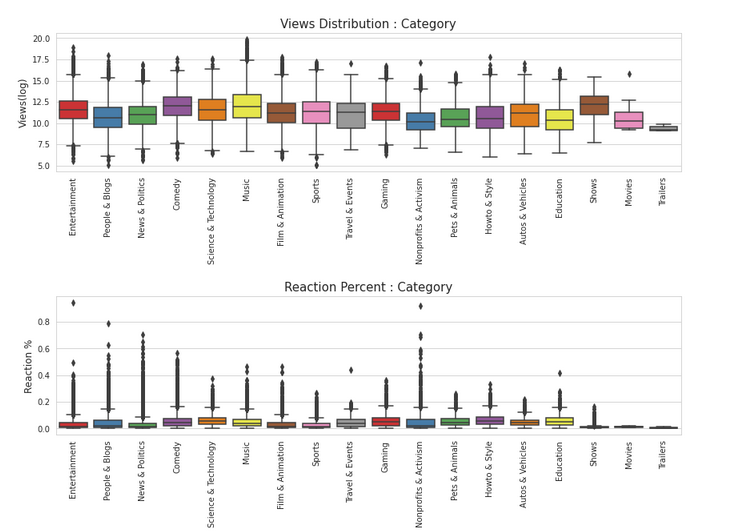 Views Distribution : Category
Views(log)
20.0
17.5
15.0
12.5
10.0
7.5
5.0
Entertainment
People & Blogs
News & Politics
Comedy
Science & Technology
Music
Film & Animation
Sports
Travel & Events
Gaming
Nonprofits & Activism
Pets & Animals
Howto & Style
Autos & Vehicles
Education
Shows
Movies
Trailers
Reaction Percent : Category
Reaction %
0.8
0.6
0.4
0.2
0.0
Entertainment
People & Blogs
News & Politics
Comedy
Science & Technology
Music
Film & Animation
Sports
Travel & Events
Gaming
Nonprofits & Activism
Pets & Animals
Howto & Style
Autos & Vehicles
Education
Shows
Movies
Trailers